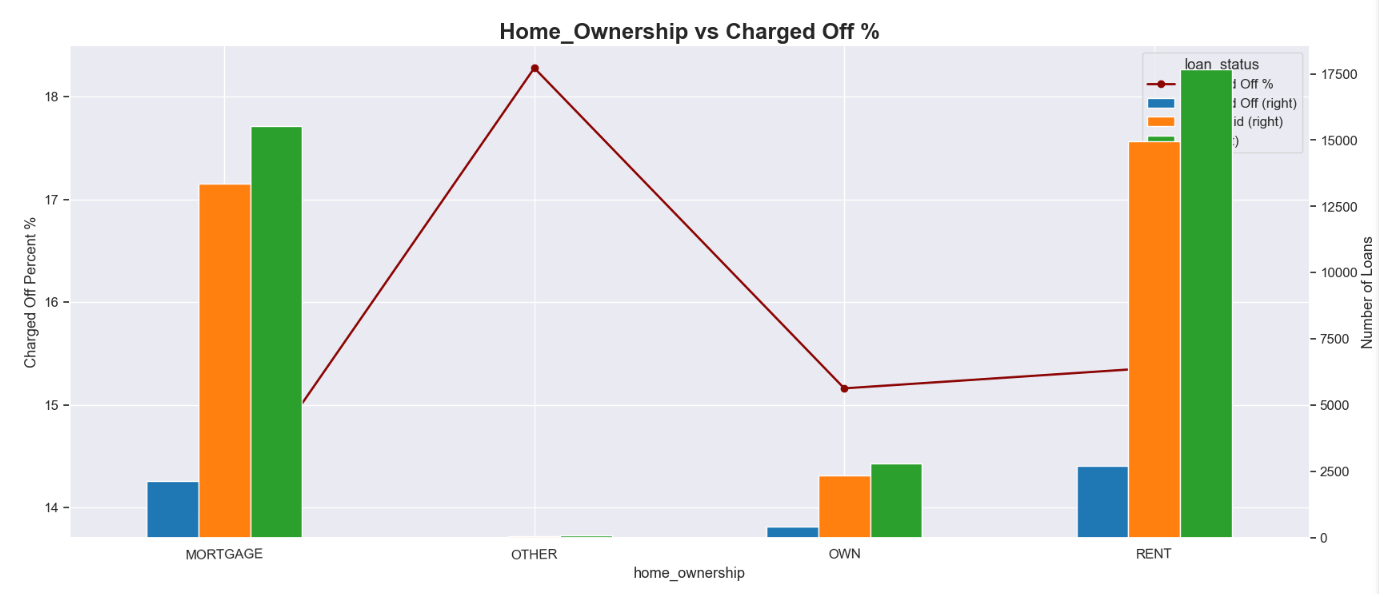 Home_Ownership vs Charged Off %
loan_status
d Off %
d Off (right)
id (right)
:)
18
17
16
15
14
Charged Off Percent %
17500
15000
12500
10000
7500
5000
2500
0
Number of Loans
MORTGAGE
OTHER
OWN
RENT
home_ownership